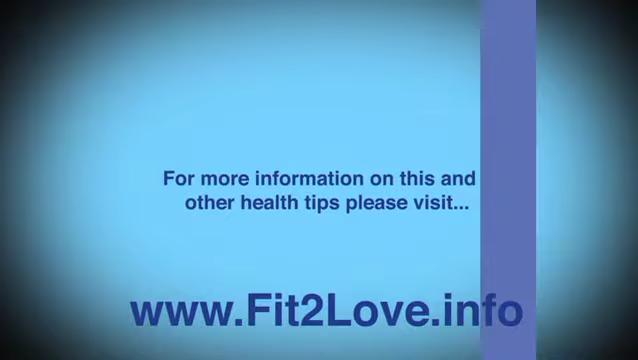 For more information on this and
other health tips please visit...
www.Fit2Love.info